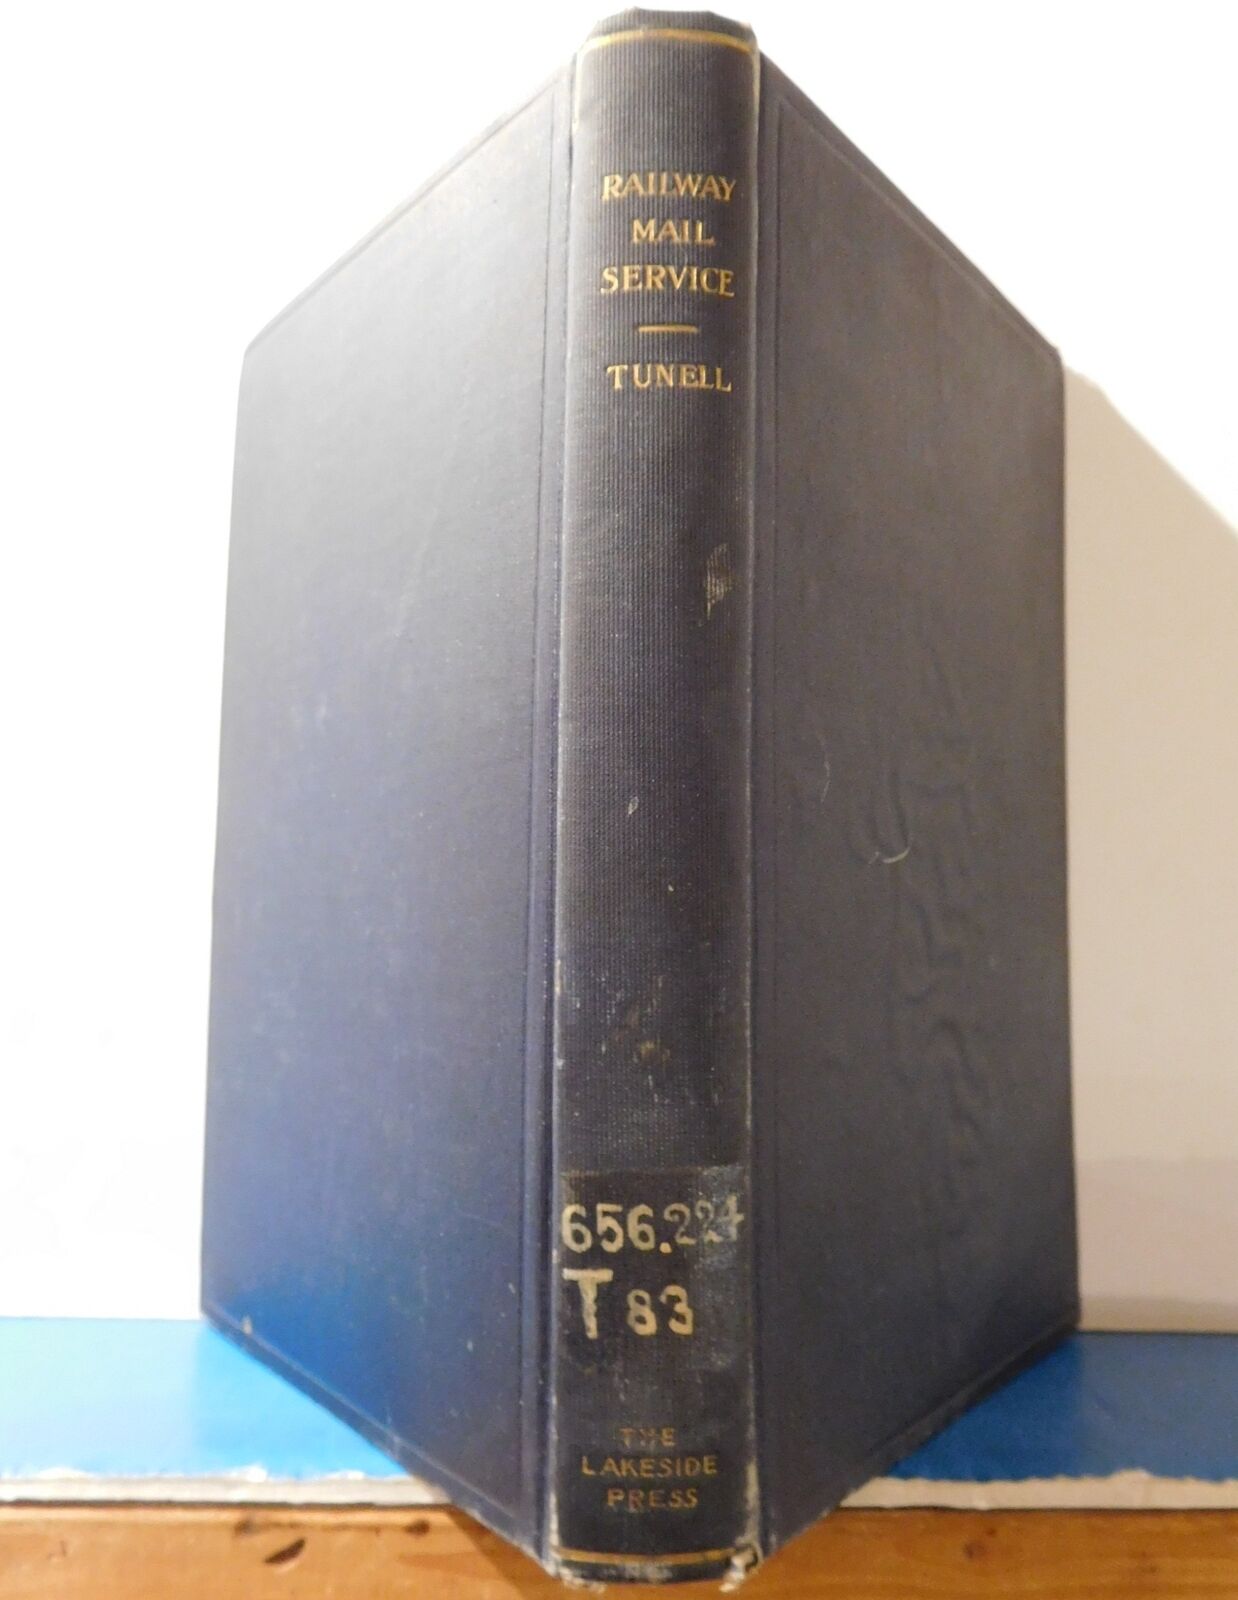 RAILWAY
MAIL
SERVICE
TUNELL
656.224
T83
THE
LAKESIDE
PRESS